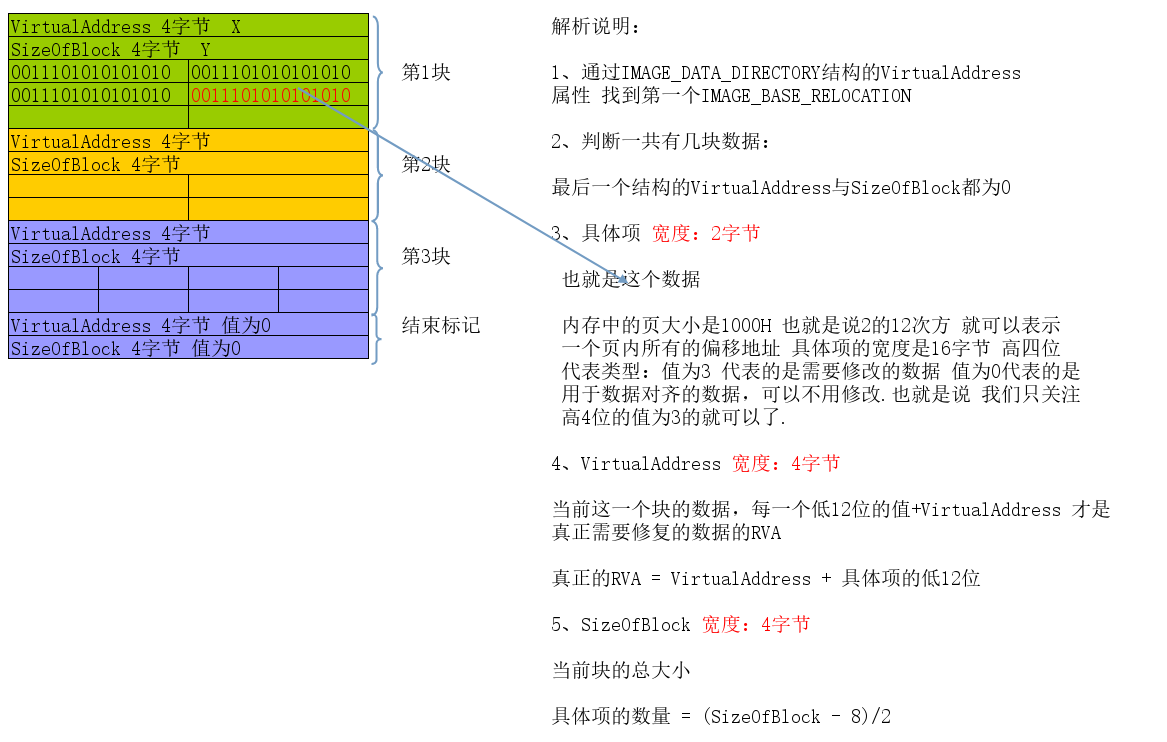 VirtualAddress 4字节  X
SizeOfBlock 4字节  Y
0011101010101010 0011101010101010
0011101010101010 0011101010101010
第1块
VirtualAddress 4字节
SizeOfBlock 4字节
第2块
VirtualAddress 4字节
SizeOfBlock 4字节
第3块
VirtualAddress 4字节 值为0
SizeOfBlock 4字节 值为0
结束标记
解析说明:
1、通过IMAGE_DATA_DIRECTORY结构的VirtualAddress
属性 找到第一个IMAGE_BASE_RELOCATION
2、判断一共有几块数据:
最后一个结构的VirtualAddress与SizeOfBlock都为0
3、具体项 宽度: 2字节
也就是这个数据
内存中的页大小是1000H 也就是说2的12次方 就可以表示
一个页内所有的偏移地址 具体项的宽度是16字节 高四位
代表类型: 值为3 代表的是需要修改的数据 值为0代表的是
用于数据对齐的数据, 可以不用修改.也就是说 我们只关注
高4位的值为3的就可以了.
4、VirtualAddress 宽度: 4字节
当前这一个块的数据, 每一个低12位的值+VirtualAddress 才是
真正需要修复的数据的RVA
真正的RVA = VirtualAddress + 具体项的低12位
5、SizeOfBlock 宽度: 4字节
当前块的总大小
具体项的数量 = (SizeOfBlock - 8)/2